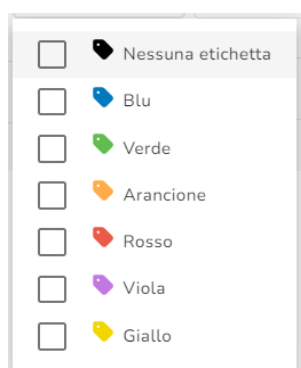 Nessuna etichetta
Blu
Verde
Arancione
Rosso
Viola
Giallo